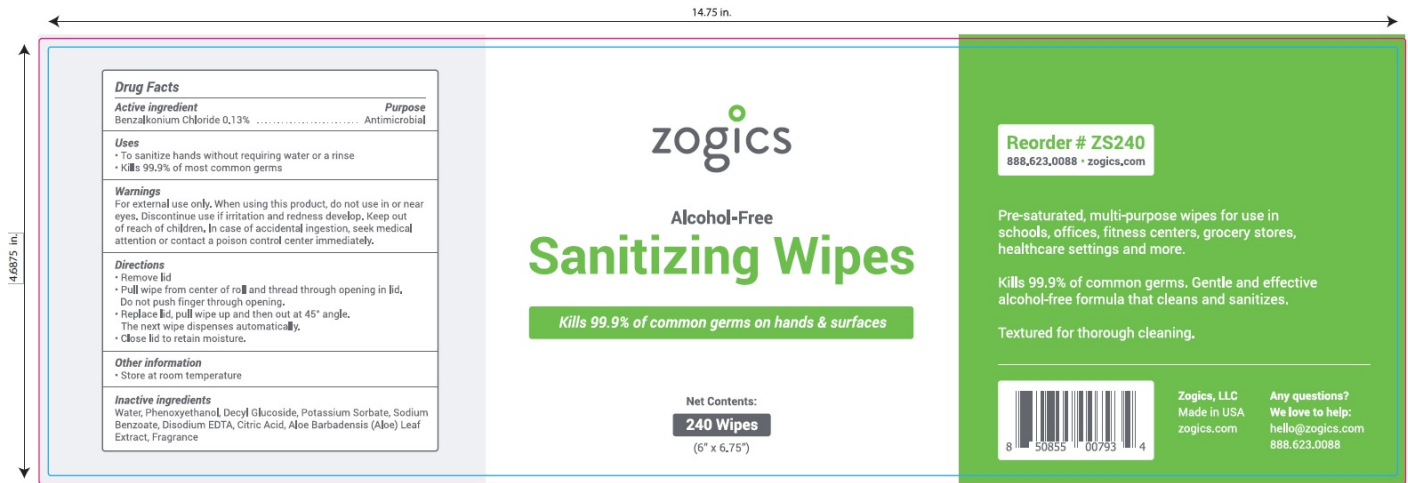 14.75 in.
4.6875 in.
Drug Facts
Active ingredient Purpose
Benzalkonium Chloride 0.13% ........................ Antimicrobial
Uses
• To sanitize hands without requiring water or a rinse
• Kills 99.9% of most common germs
Warnings
For external use only. When using this product, do not use in or near
eyes. Discontinue use if irritation and redness develop. Keep out
of reach of children. In case of accidental ingestion, seek medical
attention or contact a poison control center immediately.
Directions
• Remove lid
• Pull wipe from center of roll and thread through opening in lid.
Do not push finger through opening.
• Replace lid, pull wipe up and then out at 45° angle.
The next wipe dispenses automatically.
• Close lid to retain moisture.
Other information
• Store at room temperature
Inactive ingredients
Water, Phenoxyethanol, Decyl Glucoside, Potassium Sorbate, Sodium
Benzoate, Disodium EDTA, Citric Acid, Aloe Barbadensis (Aloe) Leaf
Extract, Fragrance
zogics
Alcohol-Free
Sanitizing Wipes
Kills 99.9% of common germs on hands & surfaces
Net Contents:
240 Wipes
(6” x 6.75”)
Reorder # ZS240
888.623.0088 • zogics.com
Pre-saturated, multi-purpose wipes for use in
schools, offices, fitness centers, grocery stores,
healthcare settings and more.
Kills 99.9% of common germs. Gentle and effective
alcohol-free formula that cleans and sanitizes.
Textured for thorough cleaning.
8 50855 00793 4
Zogics, LLC
Made in USA
zogics.com
Any questions?
We love to help:
hello@zogics.com
888.623.0088